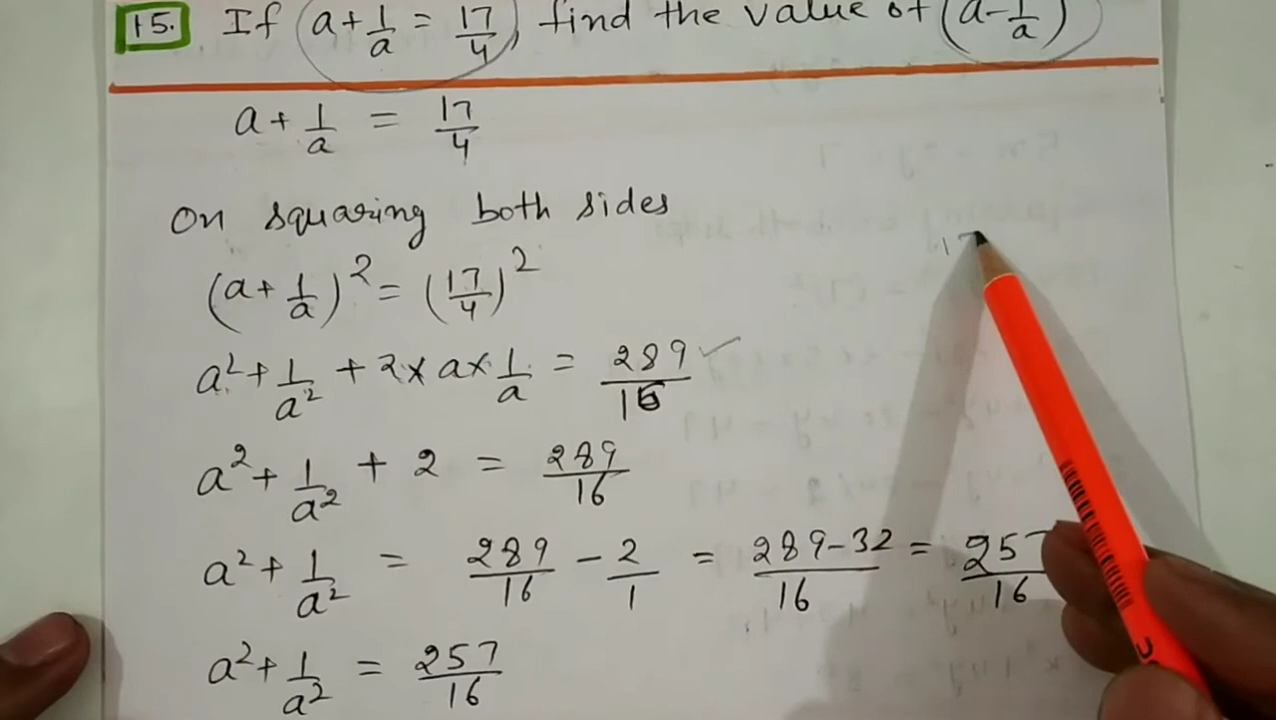 15. If (a + 1/a = 17/4), find the value of (a - 1/a)
a + 1/a = 17/4
On squaring both sides
(a + 1/a)² = (17/4)²
17
a² + 1/a² + 2 × a × 1/a = 289/16 ✓
a² + 1/a² + 2 = 289/16
a² + 1/a² = 289/16 - 2/1 = 289-32/16 = 257/16
a² + 1/a² = 257/16